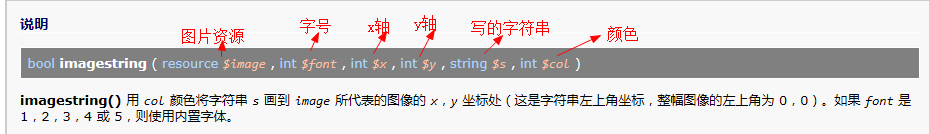 说明
图片资源 字号 x轴 y轴 写的字符串 颜色
bool imagestring ( resource $image , int $font , int $x , int $y , string $s , int $col )
imagestring() 用 col 颜色将字符串 s 画到 image 所代表的图像的 x，y 坐标处（这是字符串左上角坐标，整幅图像的左上角为 0，0）。如果 font 是
1，2，3，4 或 5，则使用内置字体。